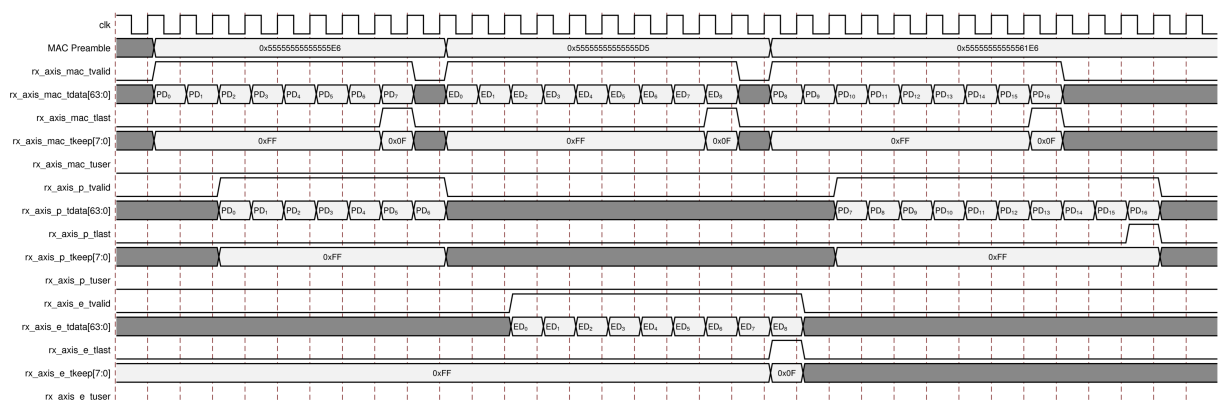 clk
MAC Preamble 0x55555555555555E6 0x55555555555555D5 0x55555555555561E6
rx_axis_mac_tvalid
rx_axis_mac_tdata[63:0] PD0 PD1 PD2 PD3 PD4 PD5 PD6 PD7 ED0 ED1 ED2 ED3 ED4 ED5 ED6 ED7 ED8 PD8 PD9 PD10 PD11 PD12 PD13 PD14 PD15 PD16
rx_axis_mac_tlast
rx_axis_mac_tkeep[7:0] 0xFF 0x0F 0xFF 0x0F 0xFF 0x0F
rx_axis_mac_tuser
rx_axis_p_tvalid
rx_axis_p_tdata[63:0] PD0 PD1 PD2 PD3 PD4 PD5 PD6 PD7 PD8 PD9 PD10 PD11 PD12 PD13 PD14 PD15 PD16
rx_axis_p_tlast
rx_axis_p_tkeep[7:0] 0xFF 0xFF
rx_axis_p_tuser
rx_axis_e_tvalid
rx_axis_e_tdata[63:0] ED0 ED1 ED2 ED3 ED4 ED5 ED6 ED7 ED8
rx_axis_e_tlast
rx_axis_e_tkeep[7:0] 0xFF 0x0F
rx_axis_e_tuser